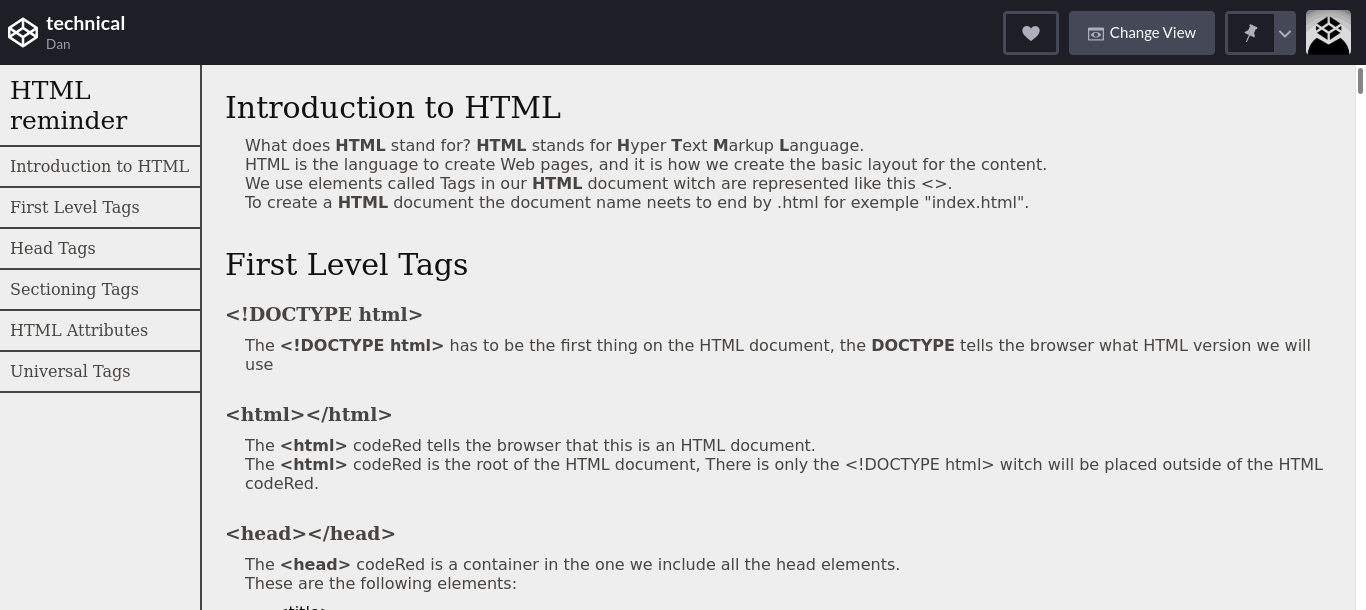 technical
Dan
Change View
HTML
reminder
Introduction to HTML
First Level Tags
Head Tags
Sectioning Tags
HTML Attributes
Universal Tags
Introduction to HTML
What does HTML stand for? HTML stands for Hyper Text Markup Language.
HTML is the language to create Web pages, and it is how we create the basic layout for the content.
We use elements called Tags in our HTML document witch are represented like this <>.
To create a HTML document the document name neets to end by .html for exemple "index.html".
First Level Tags
<!DOCTYPE html>
The <!DOCTYPE html> has to be the first thing on the HTML document, the DOCTYPE tells the browser what HTML version we will
use
<html></html>
The <html> codeRed tells the browser that this is an HTML document.
The <html> codeRed is the root of the HTML document, There is only the <!DOCTYPE html> witch will be placed outside of the HTML
codeRed.
<head></head>
The <head> codeRed is a container in the one we include all the head elements.
These are the following elements:
<title>